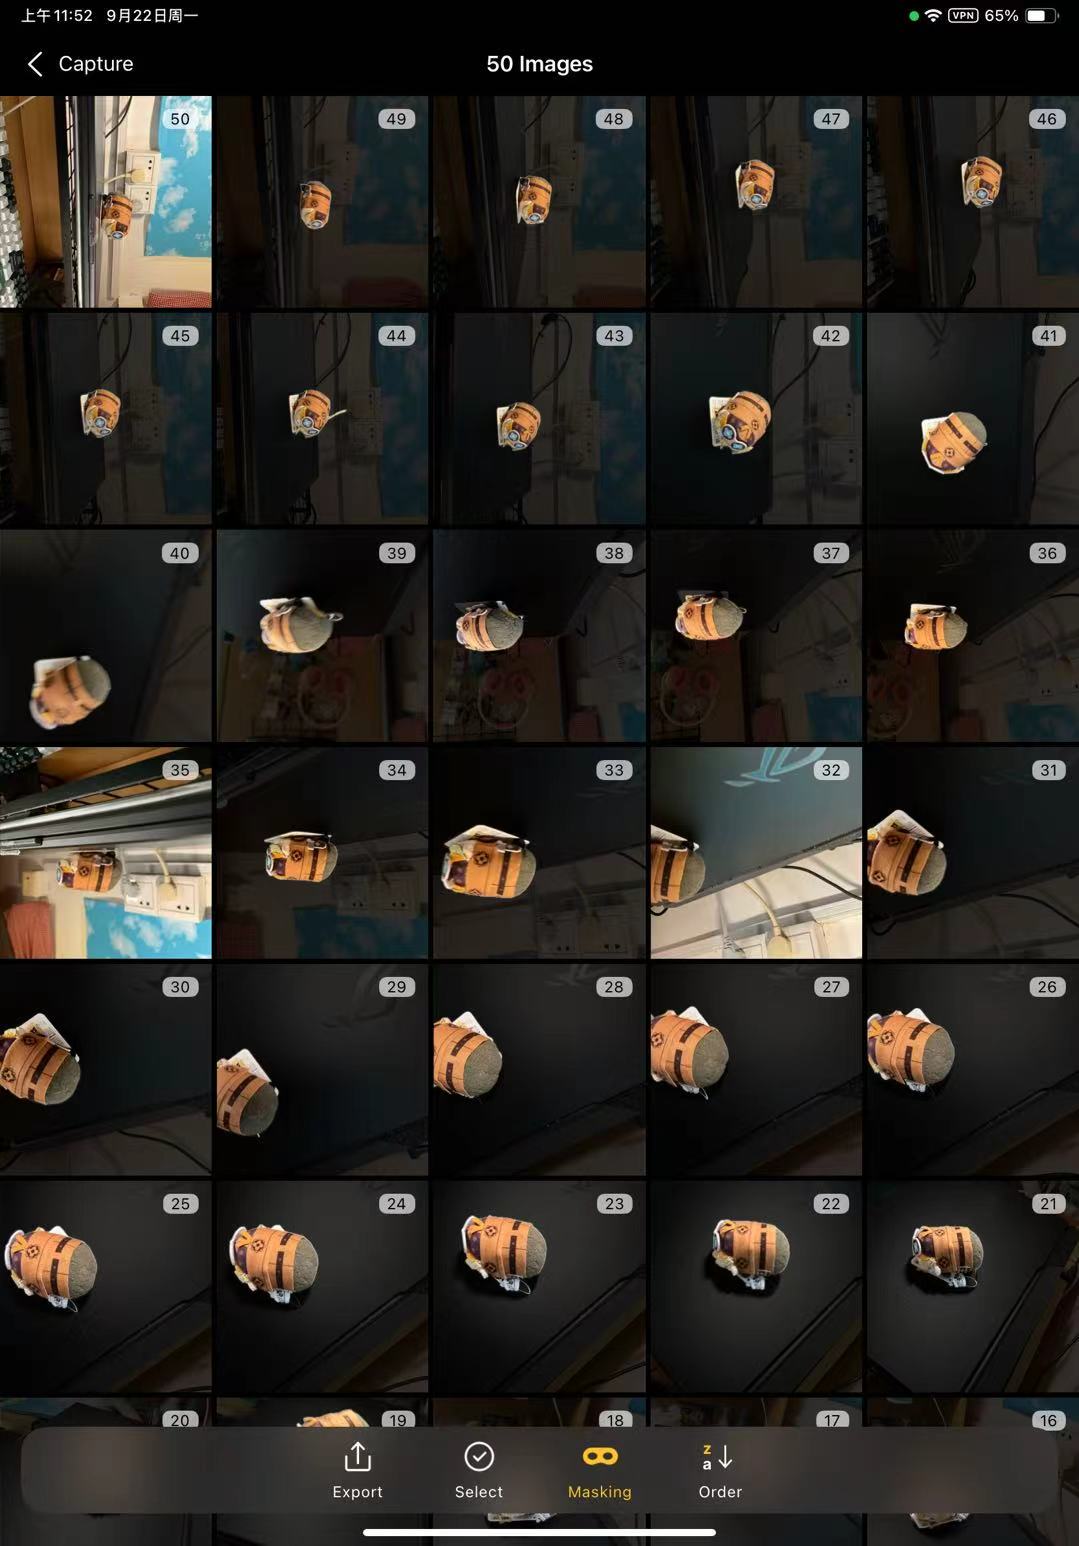 上午11:52 9月22日周一 VPN 65%
Capture 50 Images
50 49 48 47 46
45 44 43 42 41
40 39 38 37 36
35 34 33 32 31
30 29 28 27 26
25 24 23 22 21
20 19 18 17 16
Export Select Masking z a Order